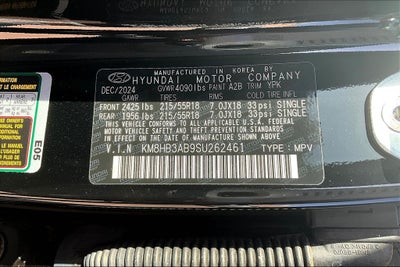 MANUFACTURED IN KOREA BY
HYUNDAI MOTOR COMPANY
DEC/2024 GVWR 4090 lbs PAINT A2B TRIM YPK
GAWR TIRES RIMS COLD TIRE INFL
FRONT 2425 lbs 215/55R18 7.0JX18 33psi SINGLE
REAR 1956 lbs 215/55R18 7.0JX18 33psi SINGLE
THIS VEHICLE CONFORMS TO ALL APPLICABLE U.S. FEDERAL
MOTOR VEHICLE SAFETY, BUMPER AND THEFT PREVENTION
STANDARDS IN EFFECT ON THE DATE OF MANUFACTURE
SHOWN ABOVE.
V.I.N KM8HB3AB9SU262461 TYPE: MPV
E05